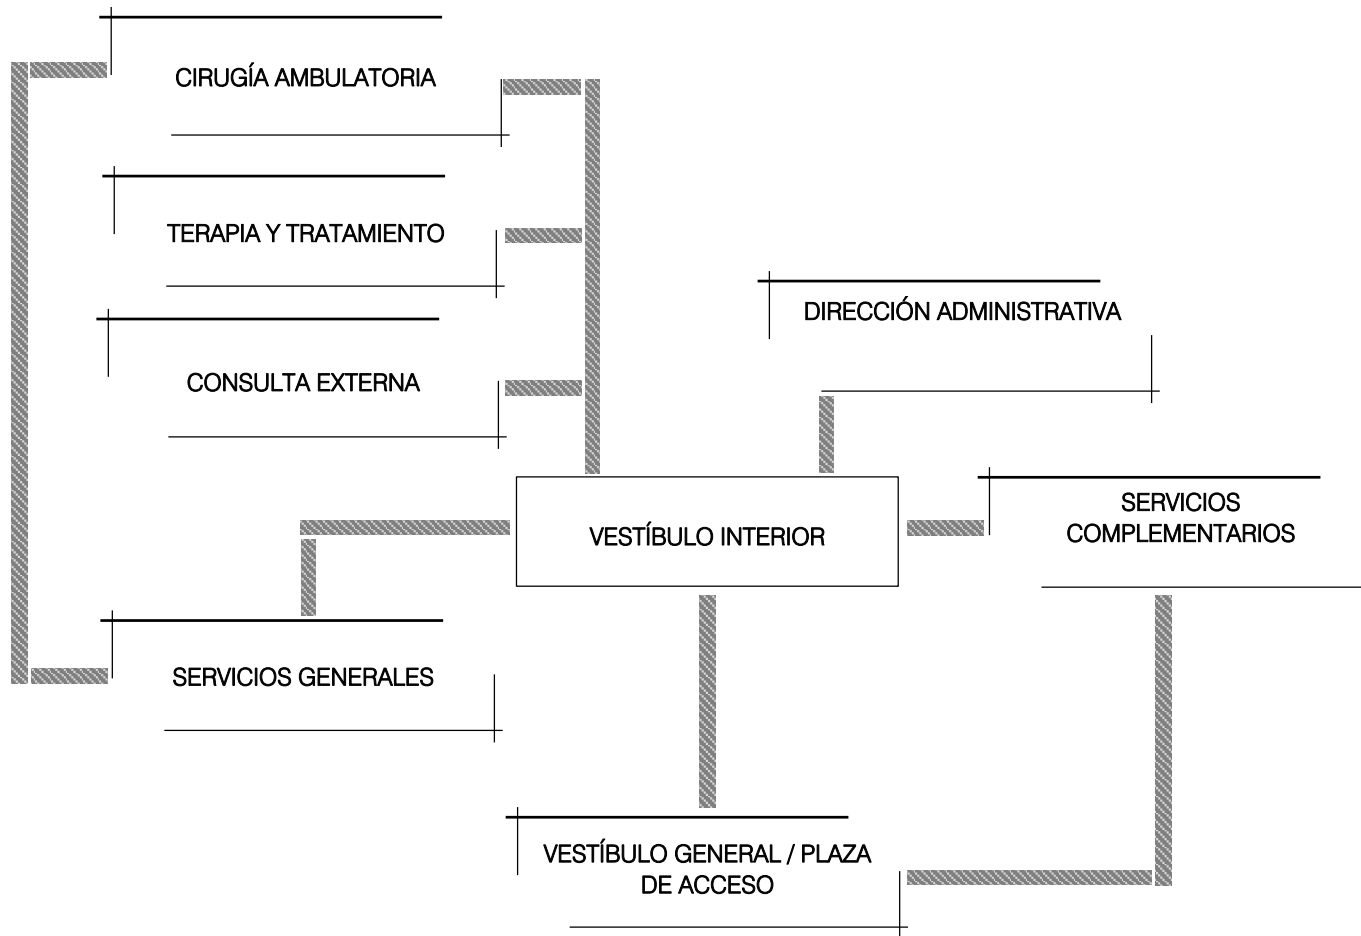 CIRUGÍA AMBULATORIA
TERAPIA Y TRATAMIENTO
DIRECCIÓN ADMINISTRATIVA
CONSULTA EXTERNA
SERVICIOS
COMPLEMENTARIOS
VESTÍBULO INTERIOR
SERVICIOS GENERALES
VESTÍBULO GENERAL / PLAZA
DE ACCESO